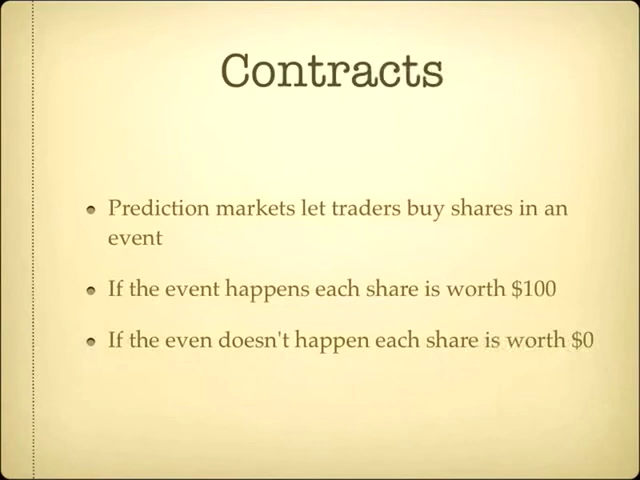 Contracts
Prediction markets let traders buy shares in an
event
If the event happens each share is worth $100
If the even doesn't happen each share is worth $0